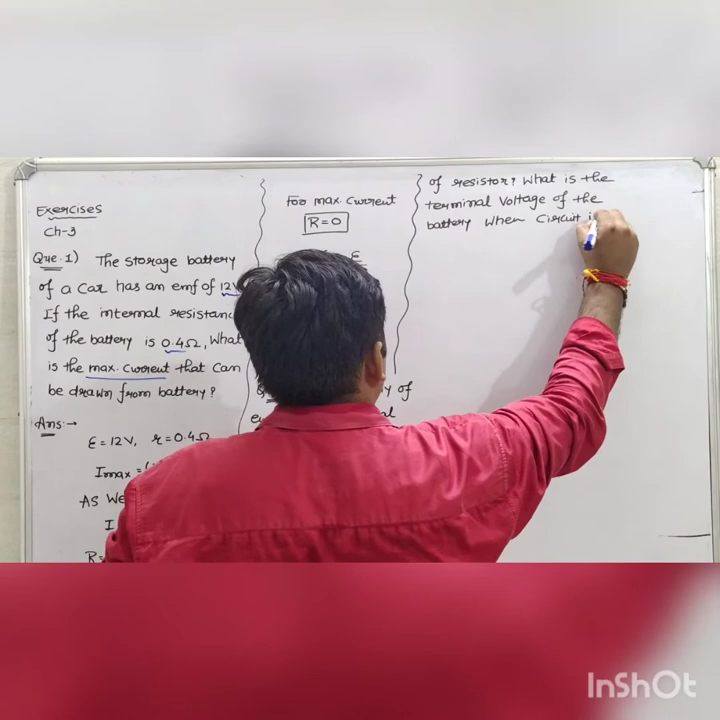 Exercises
Ch-3
Que.1) The storage battery
of a car has an emf of 12V
If the internal resistanc
of the battery is 0.4Ω, What
is the max. current that can
be drawn from battery?
Ans:→
ε = 12V, r = 0.4Ω
Imax =
As We
I
R=
For max. current
R=0
ε
y of
al
of resistor? What is the
terminal Voltage of the
battery When Circuit i
InShOt